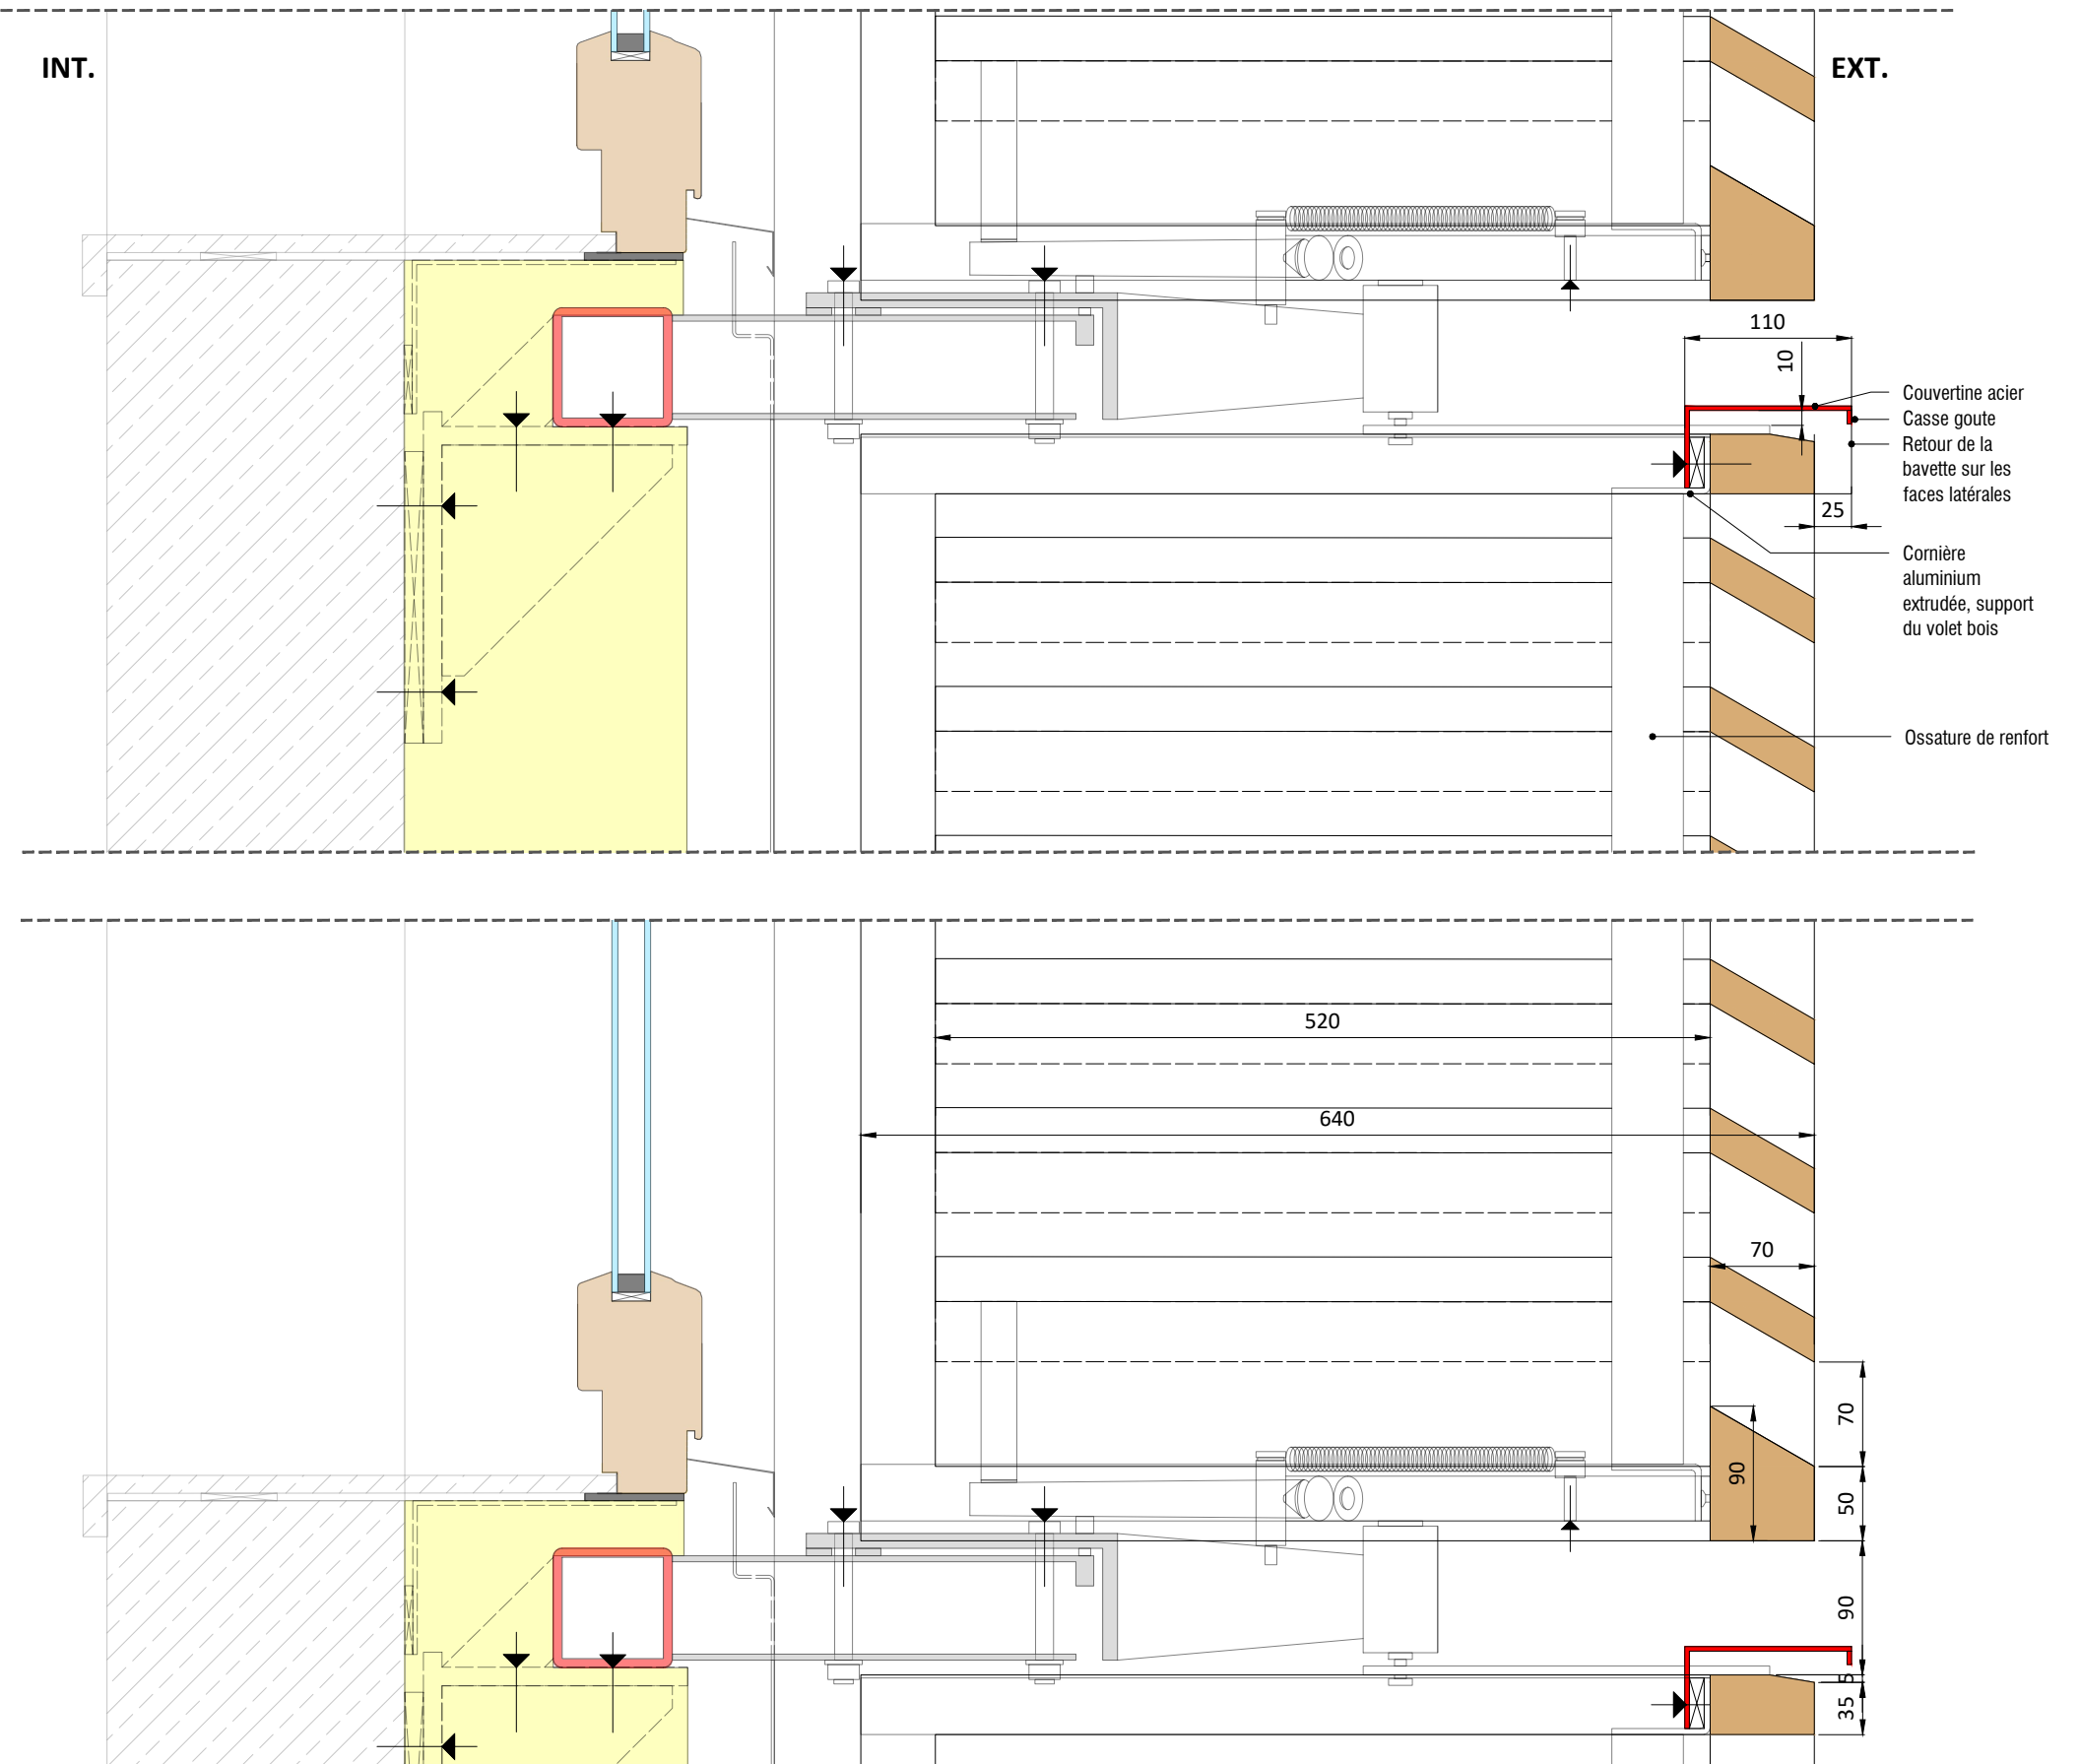 INT.
EXT.
110
10
Couvertine acier
Casse goute
Retour de la
bavette sur les
faces latérales
25
Cornière
aluminium
extrudée, support
du volet bois
Ossature de renfort
520
640
70
70
90
50
90
5
35